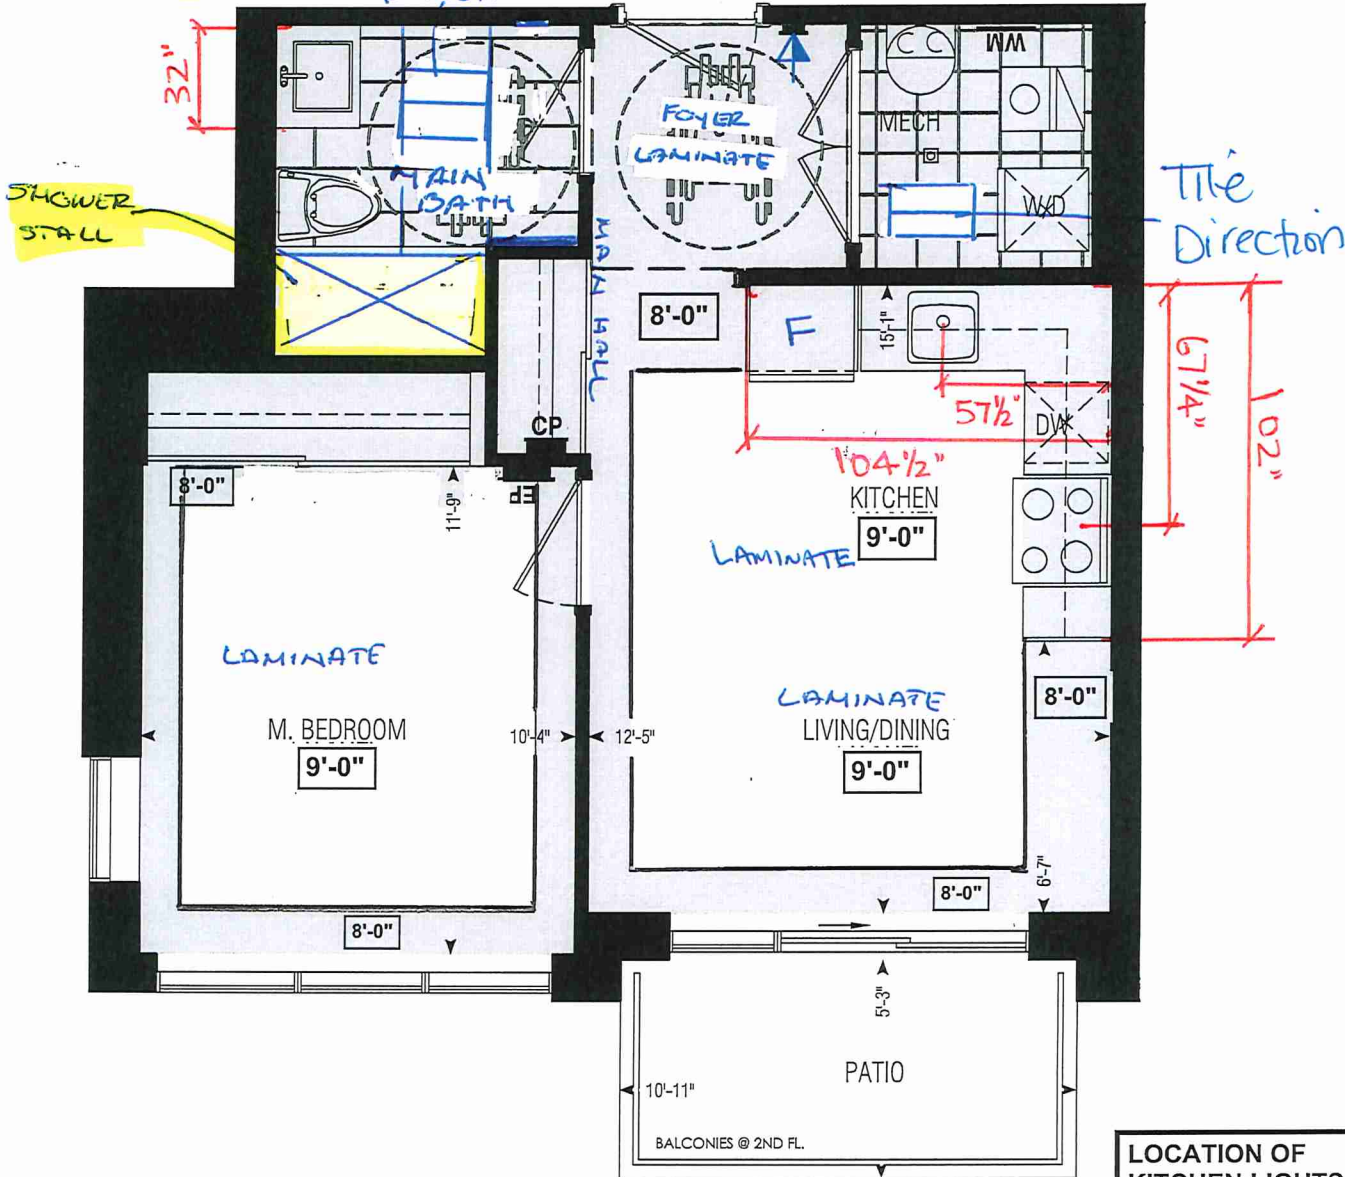 32"
FOYER
LAMINATE
WM
MECH
MAIN
BATH
W/D
Tile
Direction
SHOWER
STALL
MAIN HALL
8'-0"
F
15'-1"
57½"
67¼"
102"
DW
104½"
CP
EP
8'-0"
11'-9"
KITCHEN
9'-0"
LAMINATE
LAMINATE
M. BEDROOM
9'-0"
10'-4"
12'-5"
LAMINATE
LIVING/DINING
9'-0"
8'-0"
8'-0"
8'-0"
6'-7"
5'-3"
PATIO
10'-11"
BALCONIES @ 2ND FL.
LOCATION OF